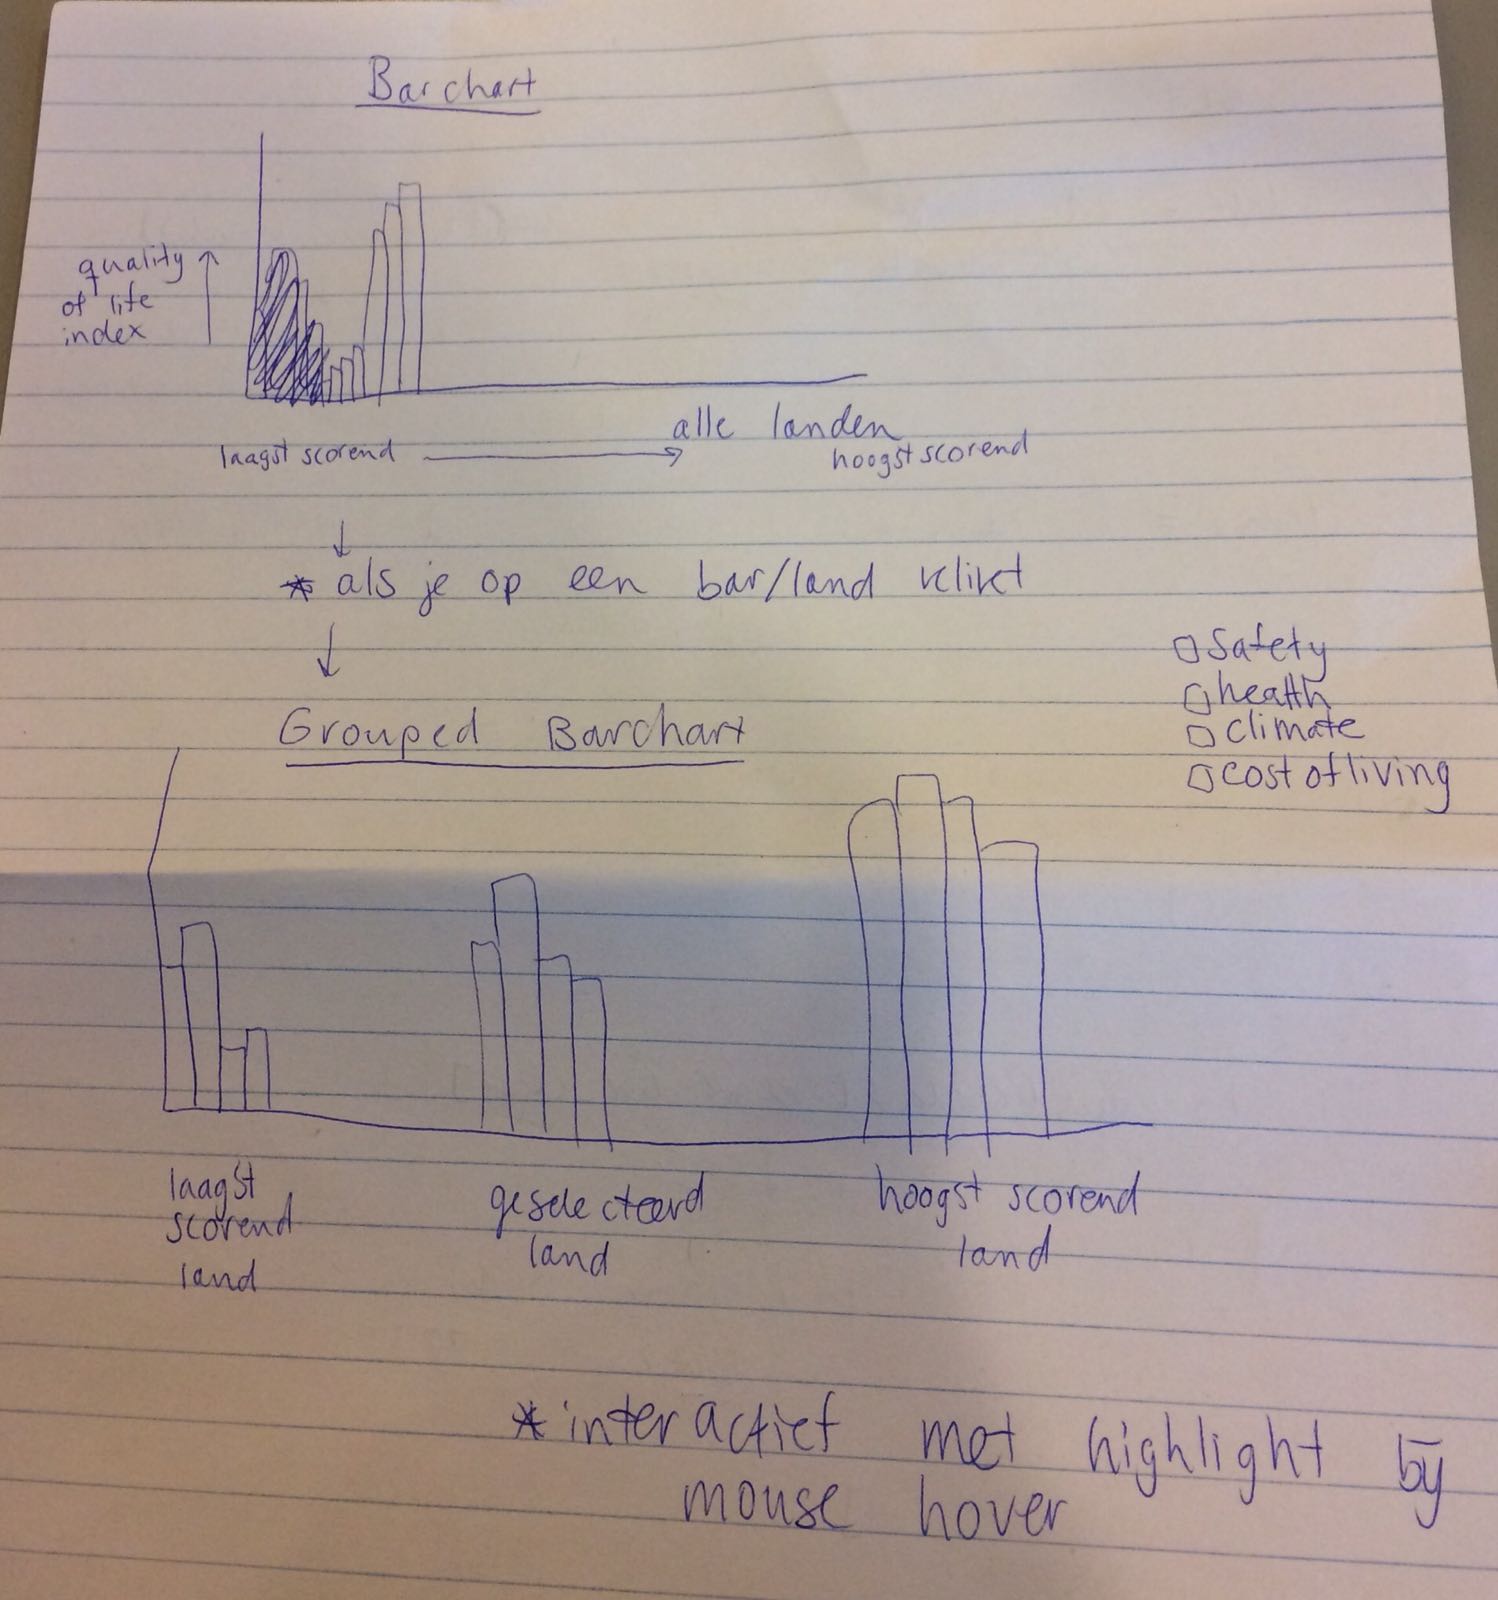 Barchart
quality
of life
index
alle landen
laagst scorend
hoogst scorend
* als je op een bar/land klikt
Safety
health
climate
cost of living
Grouped Barchart
laagst
scorend
land
geselecteerd
land
hoogst scorend
land
* interactief met highlight bij
mouse hover